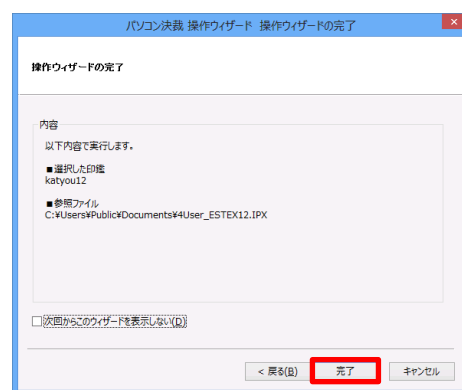 パソコン決裁 操作ウィザード 操作ウィザードの完了
操作ウィザードの完了
内容
以下内容で実行します。
■選択した印鑑
katyou12
■参照ファイル
C:¥Users¥Public¥Documents¥4User_ESTEX12.IPX
次回からこのウィザードを表示しない(D)
< 戻る(B) 完了 キャンセル